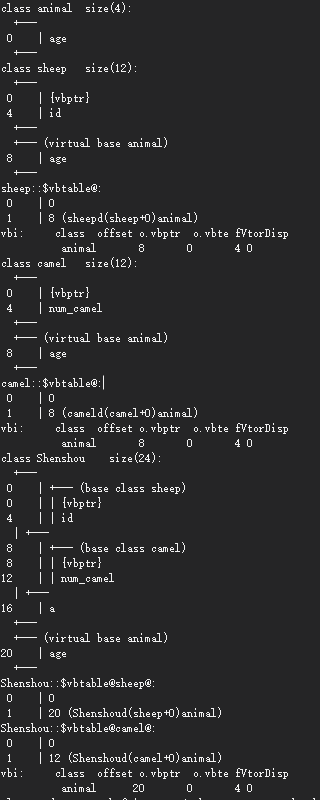 class animal size(4):
+---
0 | age
+---
class sheep size(12):
+---
0 | {vbptr}
4 | id
+---
+--- (virtual base animal)
8 | age
+---
sheep::$vbtable@:
0 | 0
1 | 8 (sheepd(sheep+0)animal)
vbi: class offset o.vbptr o.vbte fVtorDisp
animal 8 0 4 0
class camel size(12):
+---
0 | {vbptr}
4 | num_camel
+---
+--- (virtual base animal)
8 | age
+---
camel::$vbtable@:
0 | 0
1 | 8 (cameld(camel+0)animal)
vbi: class offset o.vbptr o.vbte fVtorDisp
animal 8 0 4 0
class Shenshou size(24):
+---
0 | +--- (base class sheep)
0 | | {vbptr}
4 | | id
| +---
8 | +--- (base class camel)
8 | | {vbptr}
12 | | num_camel
| +---
16 | a
+---
+--- (virtual base animal)
20 | age
+---
Shenshou::$vbtable@sheep@:
0 | 0
1 | 20 (Shenshoud(sheep+0)animal)
Shenshou::$vbtable@camel@:
0 | 0
1 | 12 (Shenshoud(camel+0)animal)
vbi: class offset o.vbptr o.vbte fVtorDisp
animal 20 0 4 0